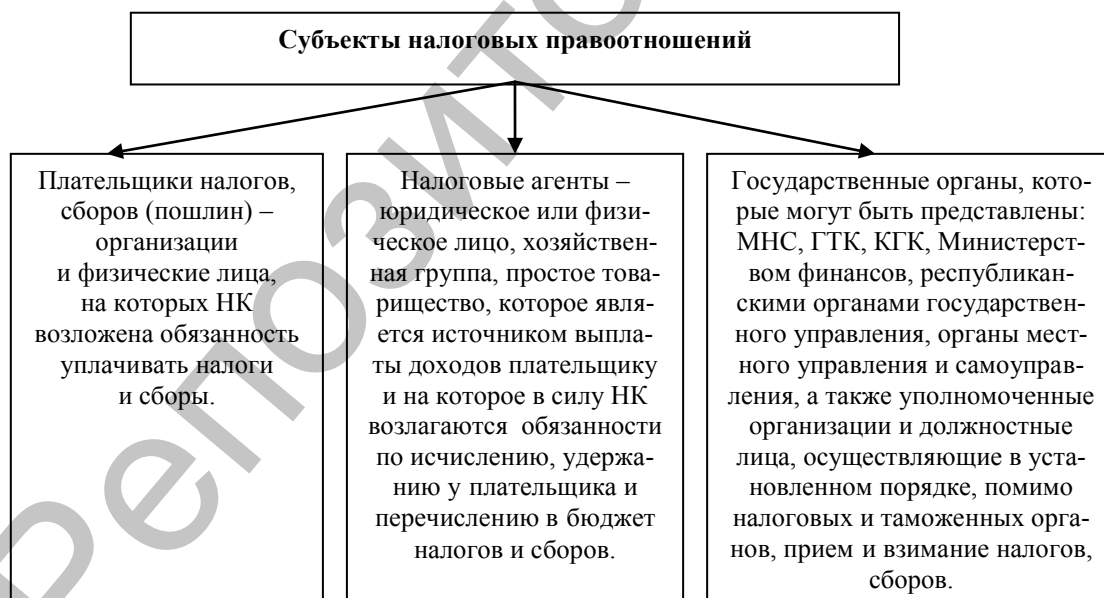 Субъекты налоговых правоотношений
Плательщики налогов,
сборов (пошлин) –
организации
и физические лица,
на которых НК
возложена обязанность
уплачивать налоги
и сборы.
Налоговые агенты –
юридическое или физи-
ческое лицо, хозяйствен-
ная группа, простое това-
рищество, которое явля-
ется источником выпла-
ты доходов плательщику
и на которое в силу НК
возлагаются обязанности
по исчислению, удержа-
нию у плательщика и
перечислению в бюджет
налогов и сборов.
Государственные органы, кото-
рые могут быть представлены:
МНС, ГТК, КГК, Министерст-
вом финансов, республикан-
скими органами государствен-
ного управления, органы мест-
ного управления и самоуправ-
ления, а также уполномоченные
организации и должностные
лица, осуществляющие в уста-
новленном порядке, помимо
налоговых и таможенных орга-
нов, прием и взимание налогов,
сборов.
Репозито